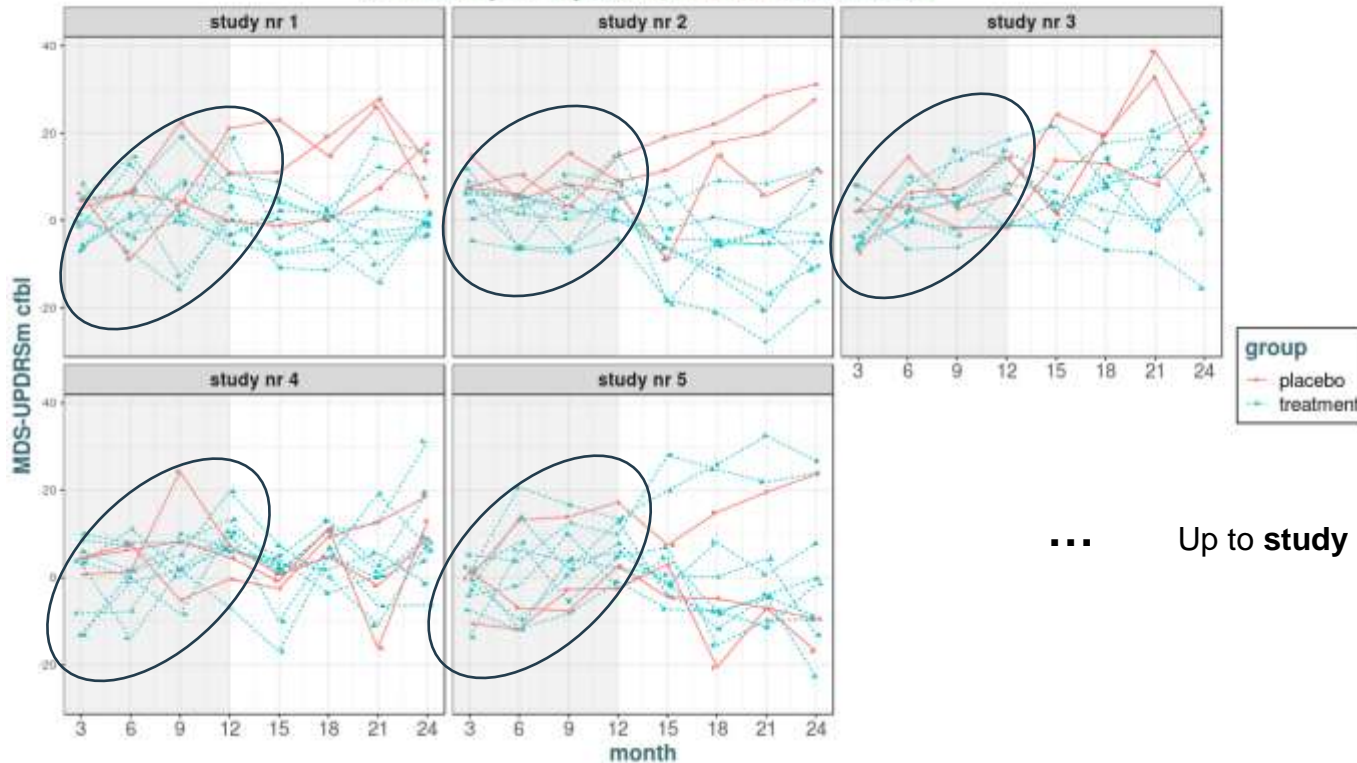 study nr 1
study nr 2
study nr 3
40
20
0
-20
MDS-UPDRSm cfbl
3 6 9 12 15 18 21 24
group
placebo
treatment
study nr 4
study nr 5
40
20
0
-20
... Up to study
3 6 9 12 15 18 21 24
3 6 9 12 15 18 21 24
month